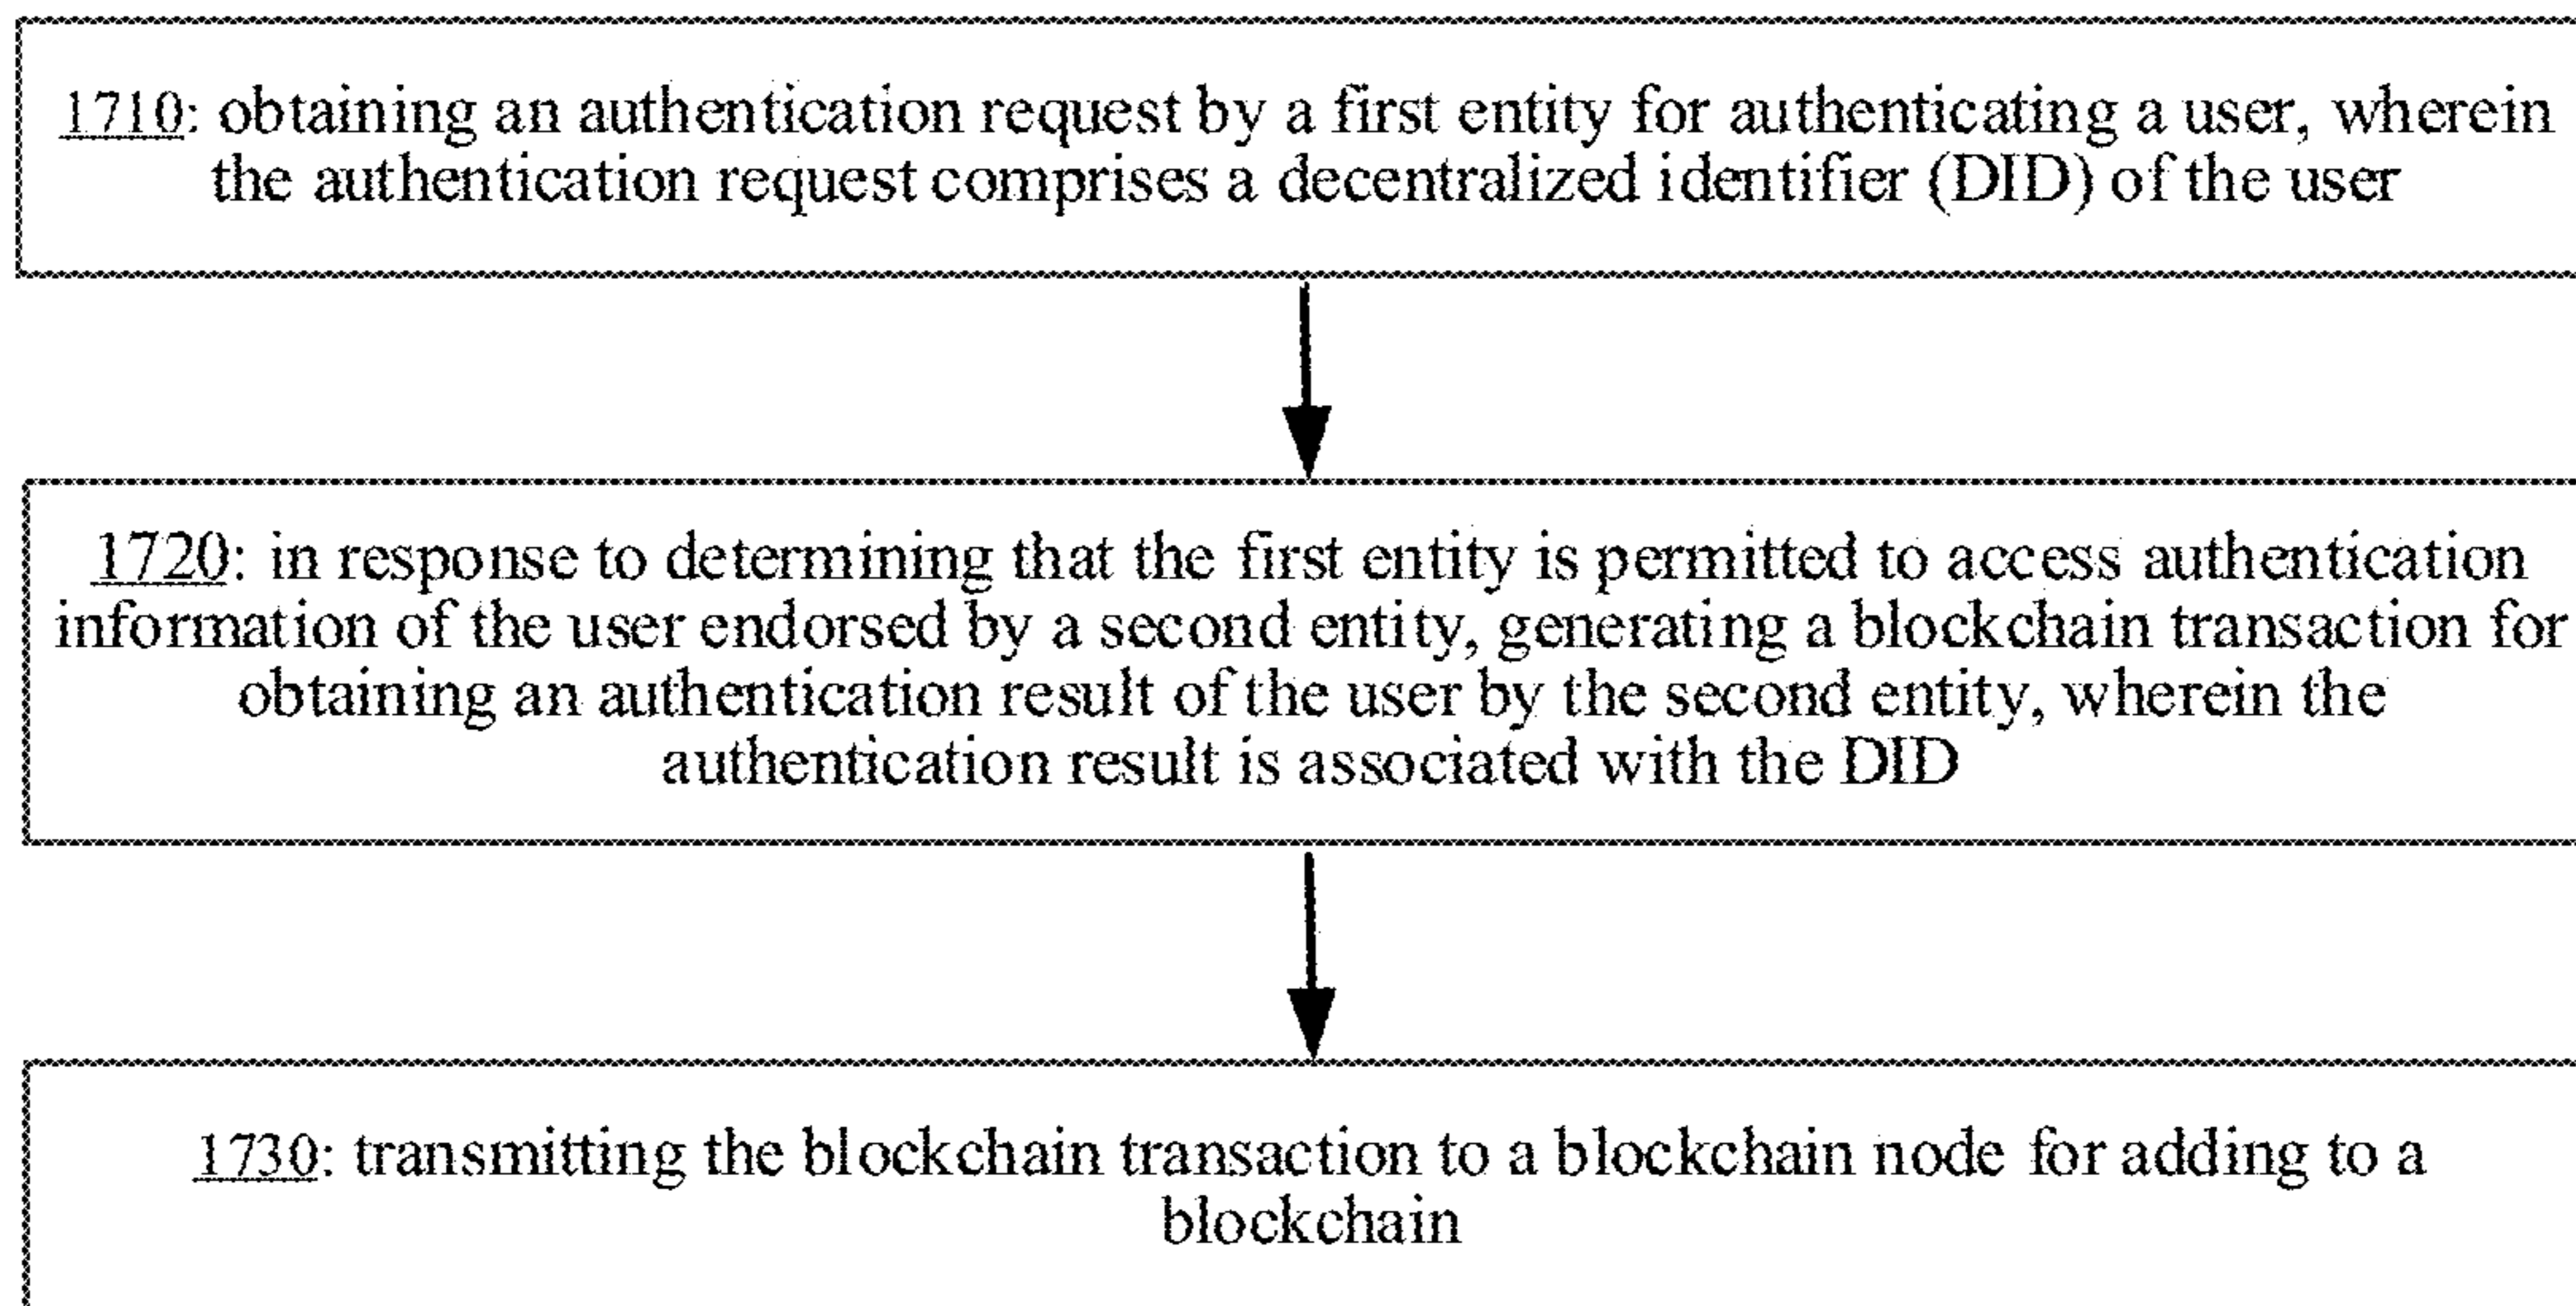 1710: obtaining an authentication request by a first entity for authenticating a user, wherein
the authentication request comprises a decentralized identifier (DID) of the user
1720: in response to determining that the first entity is permitted to access authentication
information of the user endorsed by a second entity, generating a blockchain transaction for
obtaining an authentication result of the user by the second entity, wherein the
authentication result is associated with the DID
1730: transmitting the blockchain transaction to a blockchain node for adding to a
blockchain